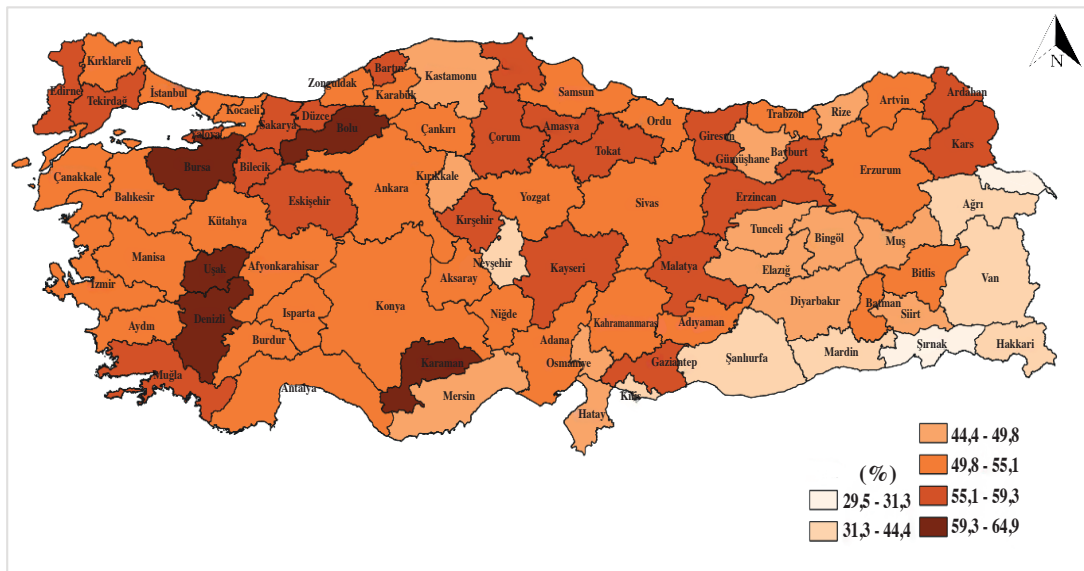 N
Kırklareli
Edirne
Tekirdağ
İstanbul
Kocaeli
Yalova
Sakarya
Düzce
Zonguldak
Bartın
Karabük
Kastamonu
Bolu
Çankırı
Çorum
Samsun
Amasya
Tokat
Ordu
Giresun
Trabzon
Gümüşhane
Bayburt
Rize
Artvin
Ardahan
Kars
Erzurum
Ağrı
Çanakkale
Balıkesir
Bursa
Bilecik
Eskişehir
Kütahya
Ankara
Kırıkkale
Kırşehir
Yozgat
Sivas
Erzincan
Tunceli
Bingöl
Muş
Bitlis
Van
Manisa
Uşak
Afyonkarahisar
İzmir
Aydın
Denizli
Isparta
Burdur
Muğla
Antalya
Konya
Aksaray
Nevşehir
Niğde
Kayseri
Malatya
Elazığ
Diyarbakır
Batman
Siirt
Kahramanmaraş
Adıyaman
Adana
Osmaniye
Gaziantep
Şanlıurfa
Mardin
Şırnak
Hakkari
Karaman
Mersin
Kilis
Hatay
(%)
29,5 - 31,3
31,3 - 44,4
44,4 - 49,8
49,8 - 55,1
55,1 - 59,3
59,3 - 64,9